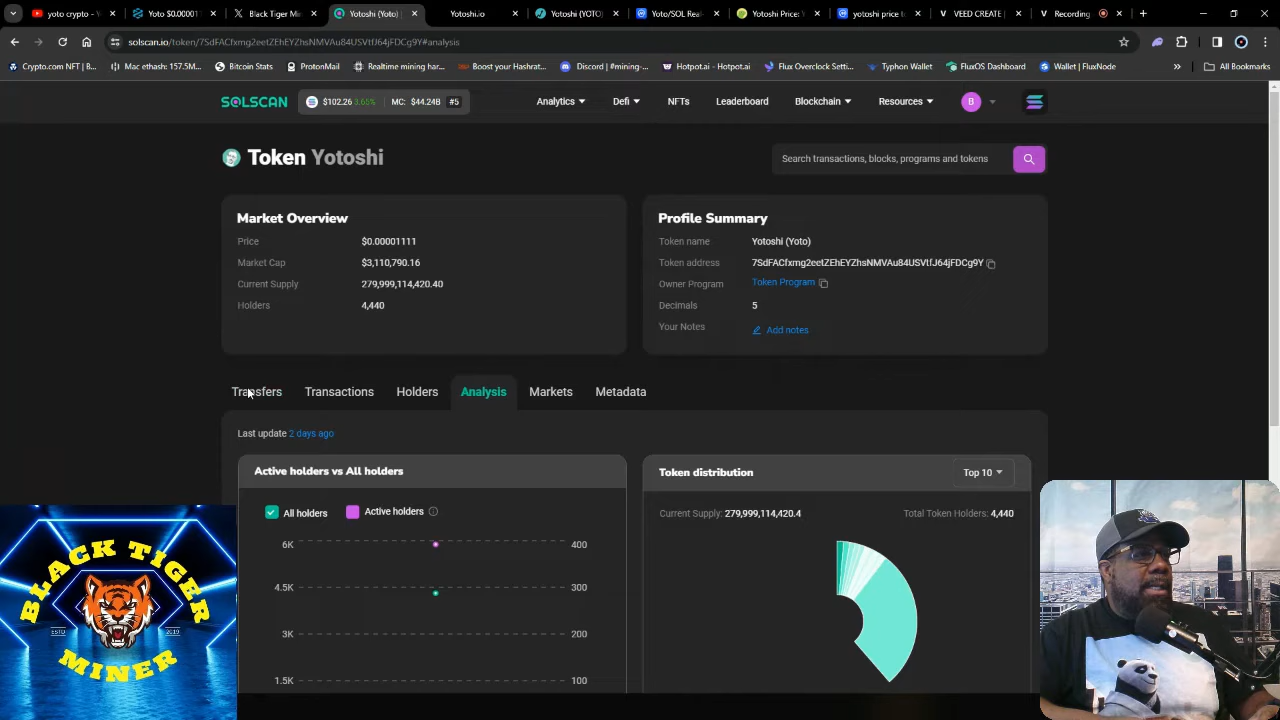 yoto crypto -
Yoto $0.00001
Black Tiger Mi
Yotoshi (Yoto) |
Yotoshi.io
Yotoshi (YOTO)
Yoto/SOL Rea
Yotoshi Price:
yotoshi price t
VEED CREATE |
Recording
solscan.io/token/7SdFACfxmg2eetZEhEYZhsNMVAu84USVtfJ64jFDCg9Y#analysis
Crypto.com NFT | B...
Mac ethash: 157.5M...
Bitcoin Stats
ProtonMail
Realtime mining har...
Boost your Hashrat...
Discord | #mining-...
Hotpot.ai - Hotpot.ai
Flux Overclock Setti...
Typhon Wallet
FluxOS Dashboard
Wallet | FluxNode
All Bookmarks
SOLSCAN
$102.26 3.65%
MC: $44.24B #5
Analytics
Defi
NFTs
Leaderboard
Blockchain
Resources
B
Token Yotoshi
Search transactions, blocks, programs and tokens
Market Overview
Price $0.00001111
Market Cap $3,110,790.16
Current Supply 279,999,114,420.40
Holders 4,440
Profile Summary
Token name Yotoshi (Yoto)
Token address 7SdFACfxmg2eetZEhEYZhsNMVAu84USVtfJ64jFDCg9Y
Owner Program Token Program
Decimals 5
Your Notes Add notes
Transfers
Transactions
Holders
Analysis
Markets
Metadata
Last update 2 days ago
Active holders vs All holders
All holders
Active holders
6K 400
4.5K 300
3K 200
1.5K 100
Token distribution
Top 10
Current Supply: 279,999,114,420.4
Total Token Holders: 4,440
BLACK TIGER
ESTD 2019
MINER